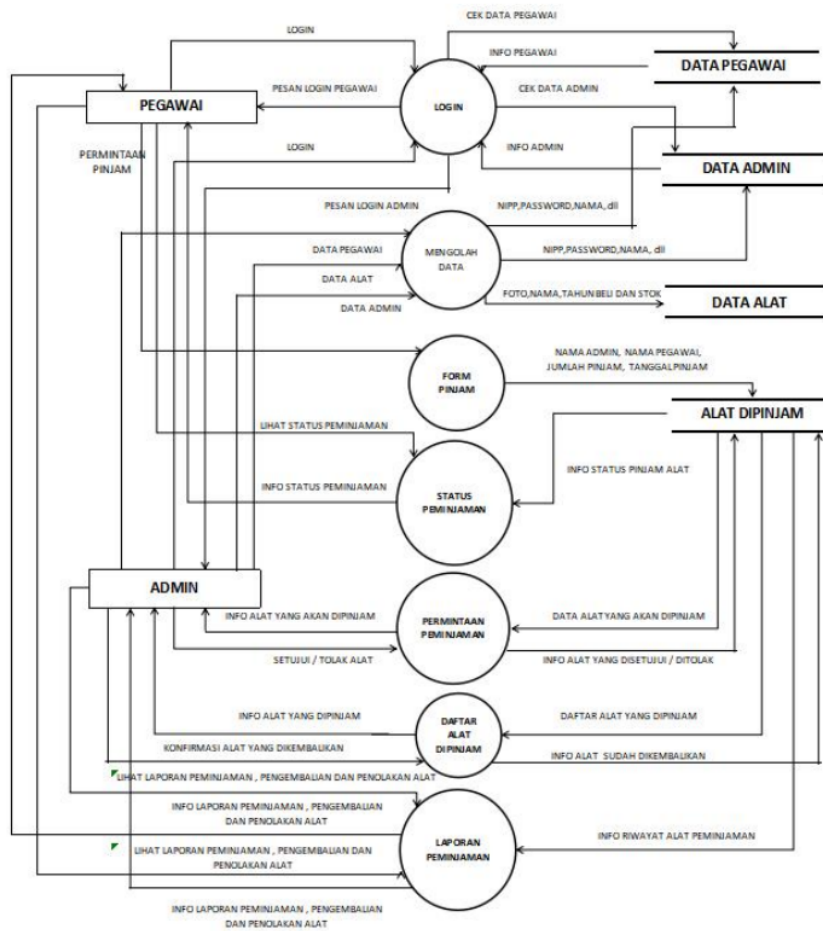 CEK DATA PEGAWAI
LOGIN
INFO PEGAWAI
DATA PEGAWAI
PEGAWAI
PESAN LOGIN PEGAWAI
LOGIN
CEK DATA ADMIN
PERMINTAAN
PINJAM
LOGIN
INFO ADMIN
DATA ADMIN
PESAN LOGIN ADMIN
NIPP,PASSWORD,NAMA, dll
DATA PEGAWAI
MENGOLAH
DATA
NIPP,PASSWORD,NAMA, dll
DATA ALAT
FOTO,NAMA,TAHUN BELI DAN STOK
DATA ALAT
DATA ADMIN
FORM
PINJAM
NAMA ADMIN, NAMA PEGAWAI,
JUMLAH PINJAM, TANGGAL PINJAM
ALAT DIPINJAM
LIHAT STATUS PEMINJAMAN
INFO STATUS PINJAM ALAT
INFO STATUS PEMINJAMAN
STATUS
PEMINJAMAN
ADMIN
INFO ALAT YANG AKAN DIPINJAM
PERMINTAAN
PEMINJAMAN
DATA ALAT YANG AKAN DIPINJAM
SETUJUI / TOLAK ALAT
INFO ALAT YANG DISETUJUI / DITOLAK
INFO ALAT YANG DIPINJAM
DAFTAR
ALAT
DIPINJAM
DAFTAR ALAT YANG DIPINJAM
KONFIRMASI ALAT YANG DIKEMBALIKAN
INFO ALAT SUDAH DIKEMBALIKAN
LIHAT LAPORAN PEMINJAMAN , PENGEMBALIAN DAN PENOLAKAN ALAT
INFO LAPORAN PEMINJAMAN , PENGEMBALIAN
DAN PENOLAKAN ALAT
LAPORAN
PEMINJAMAN
INFO RIWAYAT ALAT PEMINJAMAN
LIHAT LAPORAN PEMINJAMAN , PENGEMBALIAN DAN
PENOLAKAN ALAT
INFO LAPORAN PEMINJAMAN , PENGEMBALIAN
DAN PENOLAKAN ALAT